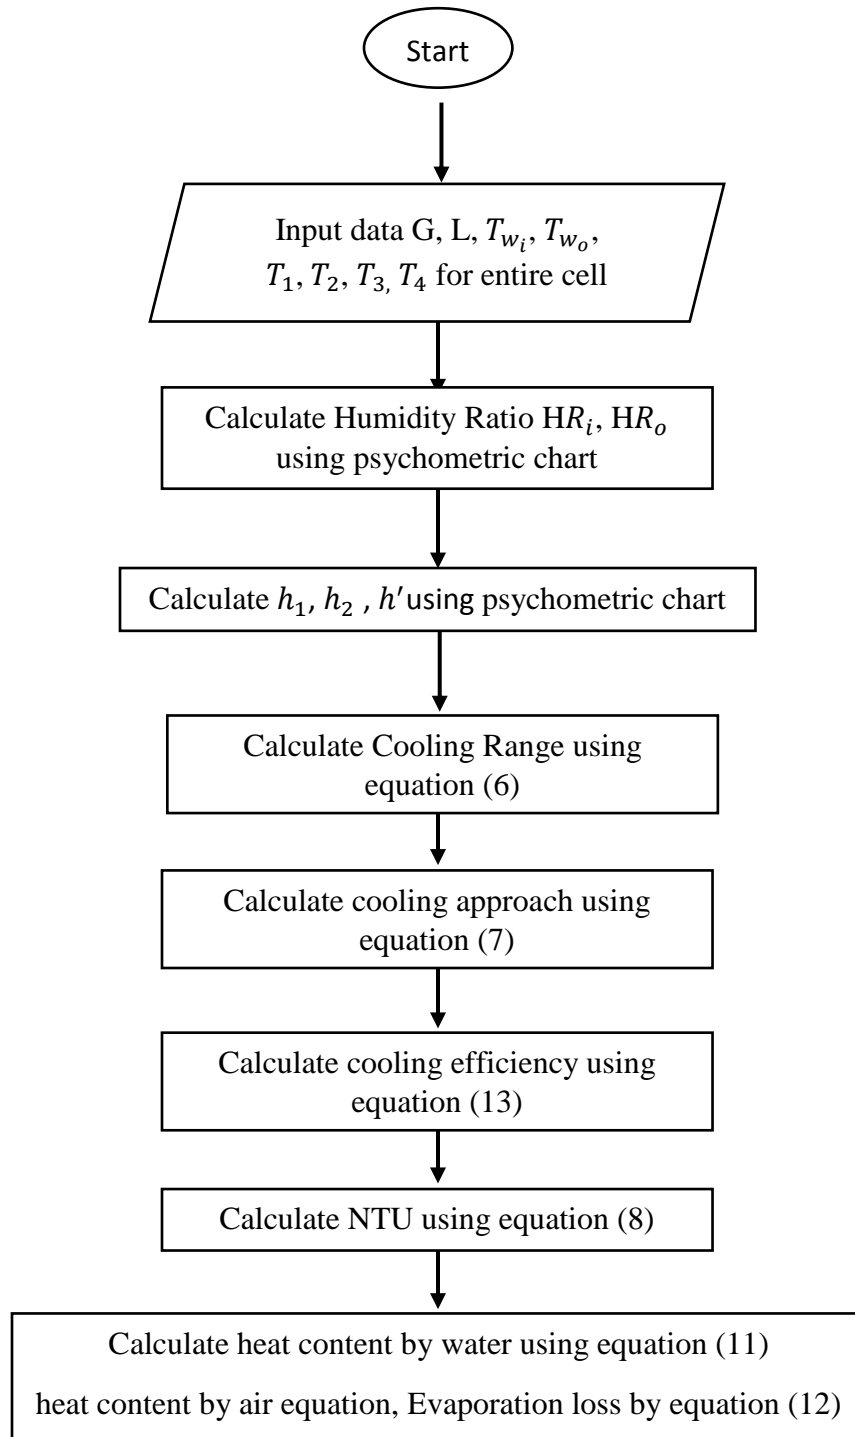 Start
Input data G, L, T_{w_i}, T_{w_o},
T_1, T_2, T_{3,} T_4 for entire cell
Calculate Humidity Ratio HR_i, HR_o
using psychometric chart
Calculate h_1, h_2 , h' using psychometric chart
Calculate Cooling Range using
equation (6)
Calculate cooling approach using
equation (7)
Calculate cooling efficiency using
equation (13)
Calculate NTU using equation (8)
Calculate heat content by water using equation (11)
heat content by air equation, Evaporation loss by equation (12)